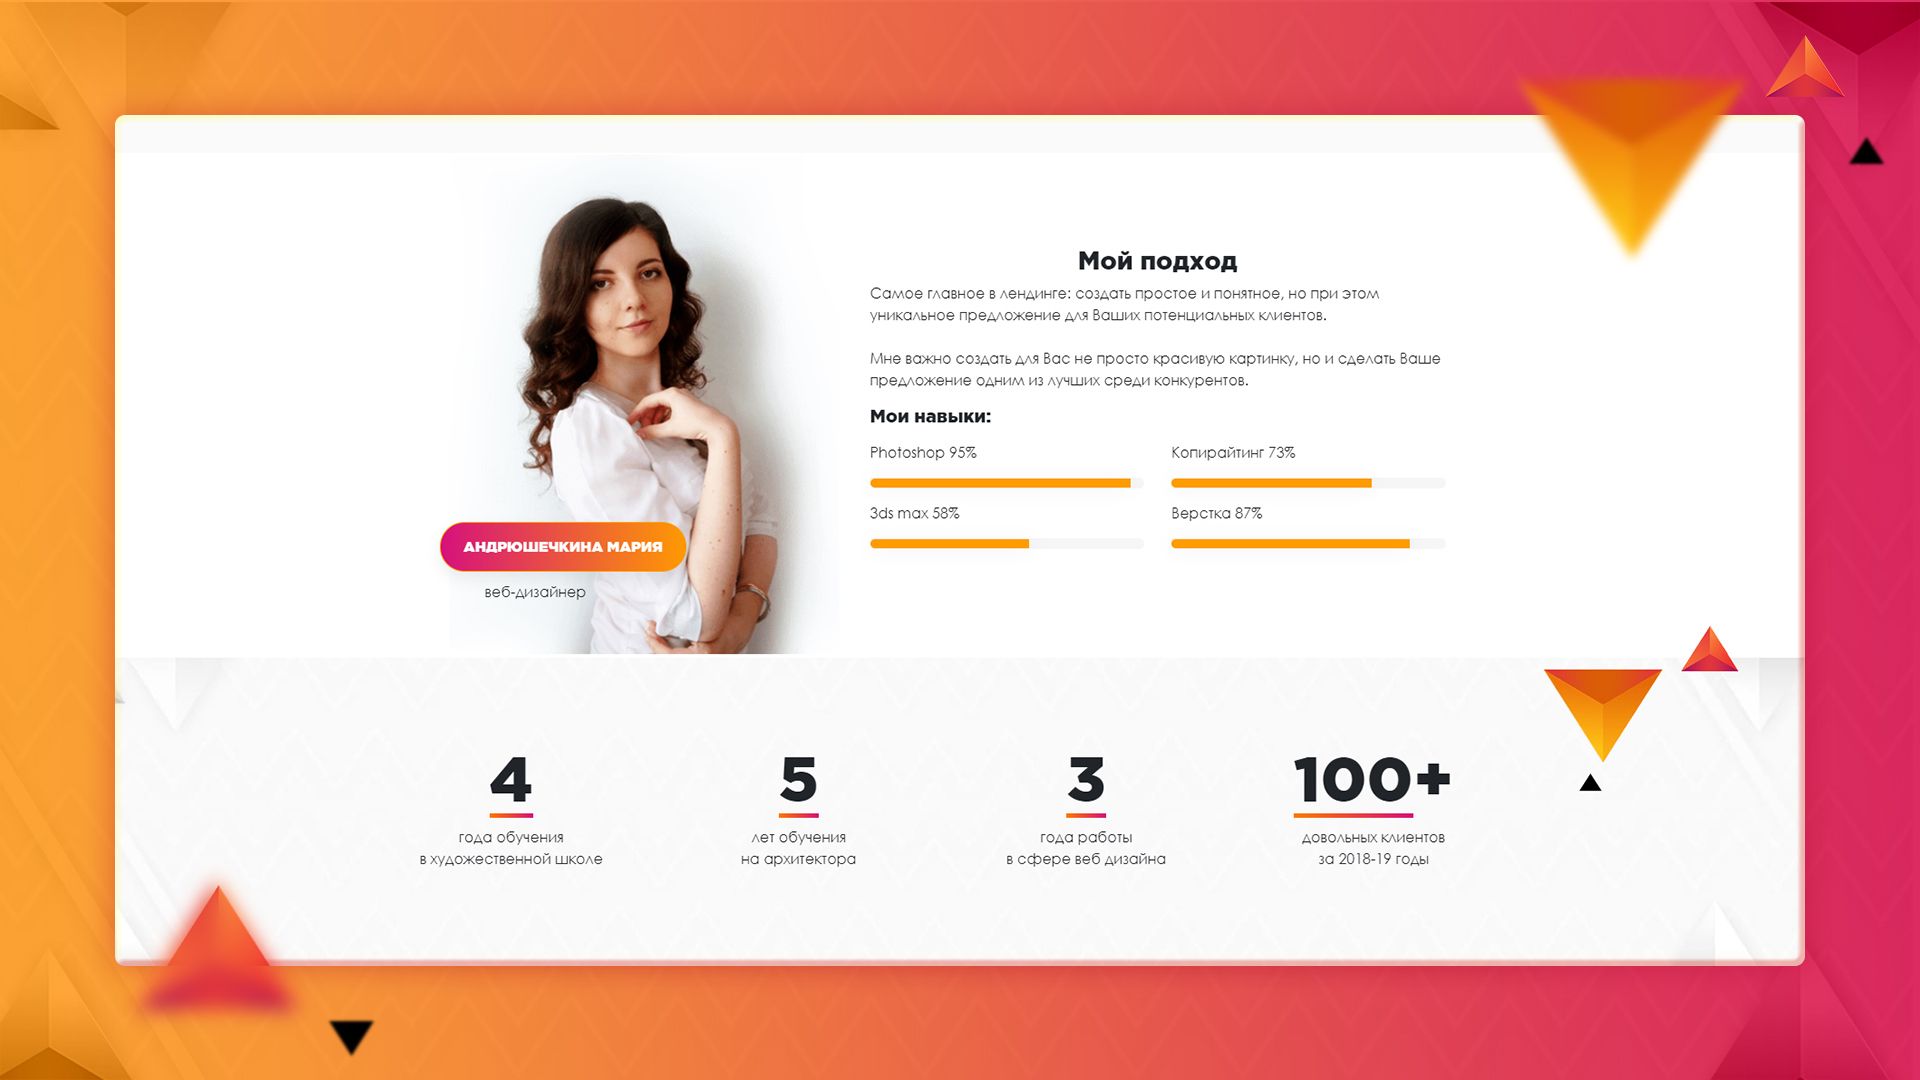 Мой подход
Самое главное в лендинге: создать простое и понятное, но при этом
уникальное предложение для Ваших потенциальных клиентов.
Мне важно создать для Вас не просто красивую картинку, но и сделать Ваше
предложение одним из лучших среди конкурентов.
Мои навыки:
Photoshop 95%
Копирайтинг 73%
3ds max 58%
Верстка 87%
АНДРЮШЕЧКИНА МАРИЯ
веб-дизайнер
4
года обучения
в художественной школе
5
лет обучения
на архитектора
3
года работы
в сфере веб дизайна
100+
довольных клиентов
за 2018-19 годы